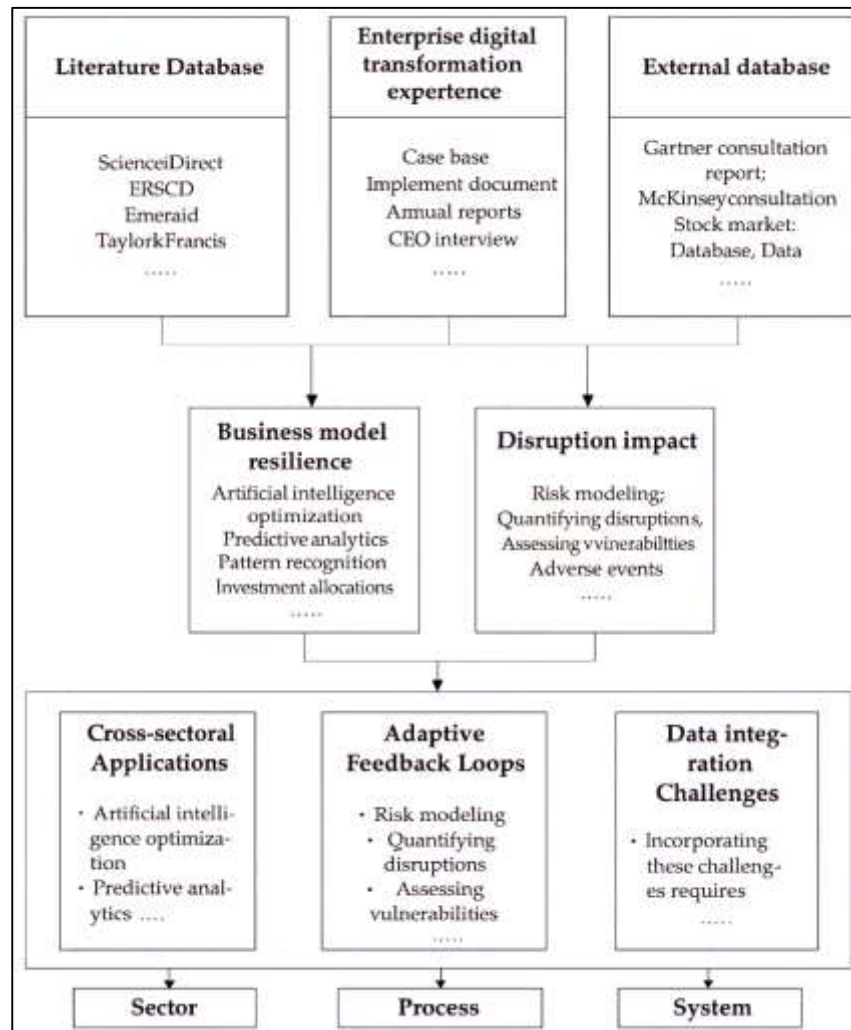 Literature Database
ScienceiDirect
ERSCD
Emeraid
TaylorkFrancis
.....
Enterprise digital
transformation
expertence
Case base
Implement document
Annual reports
CEO interview
.....
External database
Gartner consultation
report;
McKinseyconsultation
Stock market:
Database, Data
.....
Business model
resilience
Artificial intelligence
optimization
Predictive analytics
Pattern recognition
Investment allocations
.....
Disruption impact
Risk modeling;
Quantifying disruptions,
Assessing vvinerabiltties
Adverse events
.....
Cross-sectoral
Applications
• Artificial intelli-
gence optimiza-
tion
• Predictive anal-
ytics ....
Adaptive
Feedback Loops
• Risk modeling
• Quantifying
disruptions
• Assessing
vulnerabilities
.....
Data integ-
ration
Challenges
• Incorporating
these challeng-
es requires
.....
Sector
Process
System